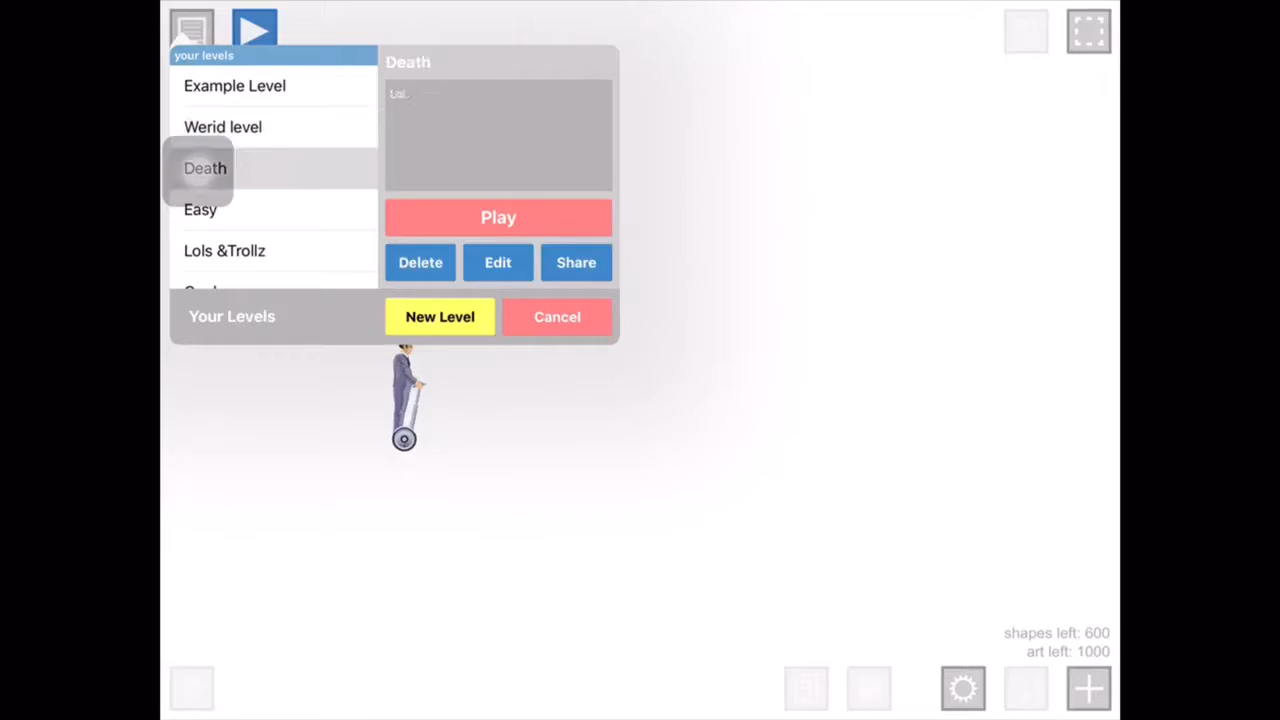 your levels
Death
Example Level
Werid level
Death
Easy
Lols &Trollz
Play
Delete
Edit
Share
Your Levels
New Level
Cancel
shapes left: 600
art left: 1000